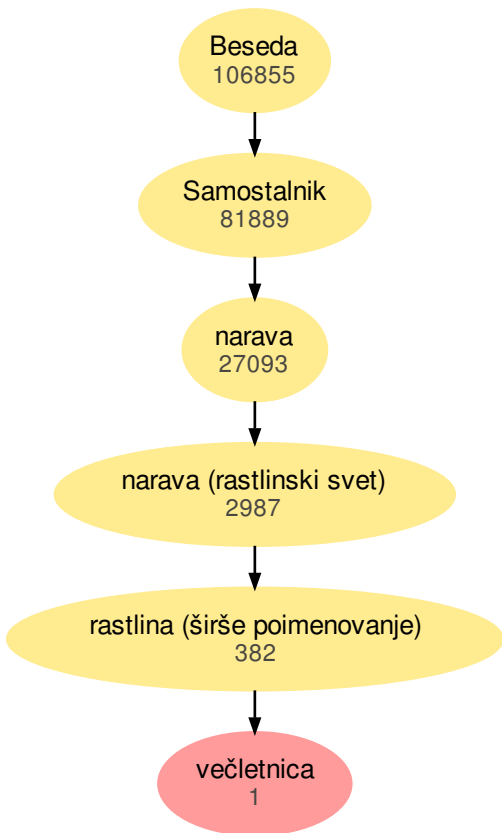 Beseda
106855
Samostalnik
81889
narava
27093
narava (rastlinski svet)
2987
rastlina (širše poimenovanje)
382
večletnica
1